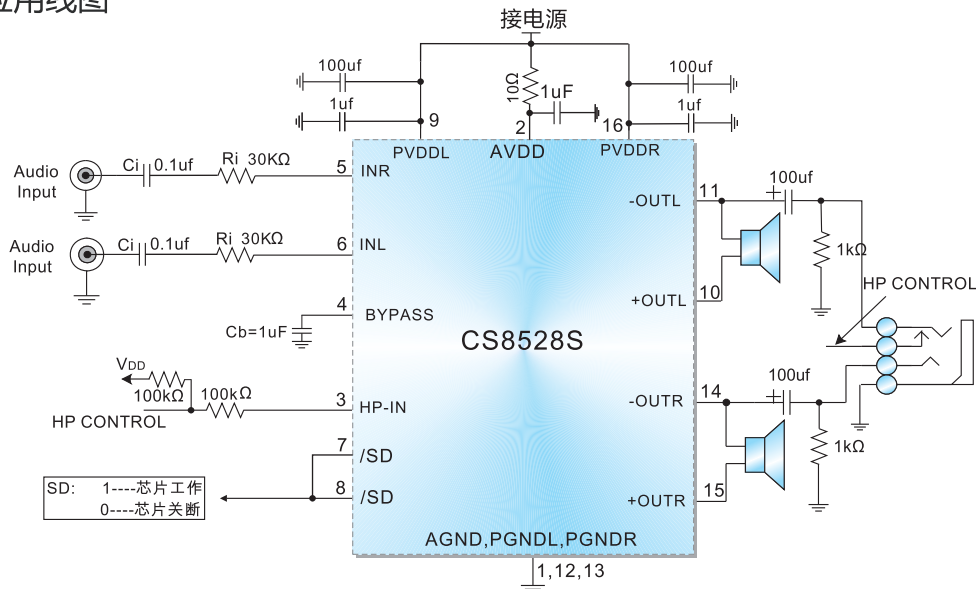 应用线图
接电源
100uf
1uf
9
10Ω
1uF
2
16
100uf
1uf
PVDDL
AVDD
PVDDR
Audio
Input
Ci
0.1uf
Ri 30KΩ
5
INR
Audio
Input
Ci
0.1uf
Ri 30KΩ
6
INL
4
BYPASS
Cb=1uF
CS8528S
VDD
100kΩ
100kΩ
HP CONTROL
3
HP-IN
7
/SD
8
/SD
SD: 1----芯片工作
0----芯片关断
-OUTL
11
100uf
+
1kΩ
+OUTL
10
HP CONTROL
-OUTR
14
100uf
+
1kΩ
+OUTR
15
AGND,PGNDL,PGNDR
1,12,13